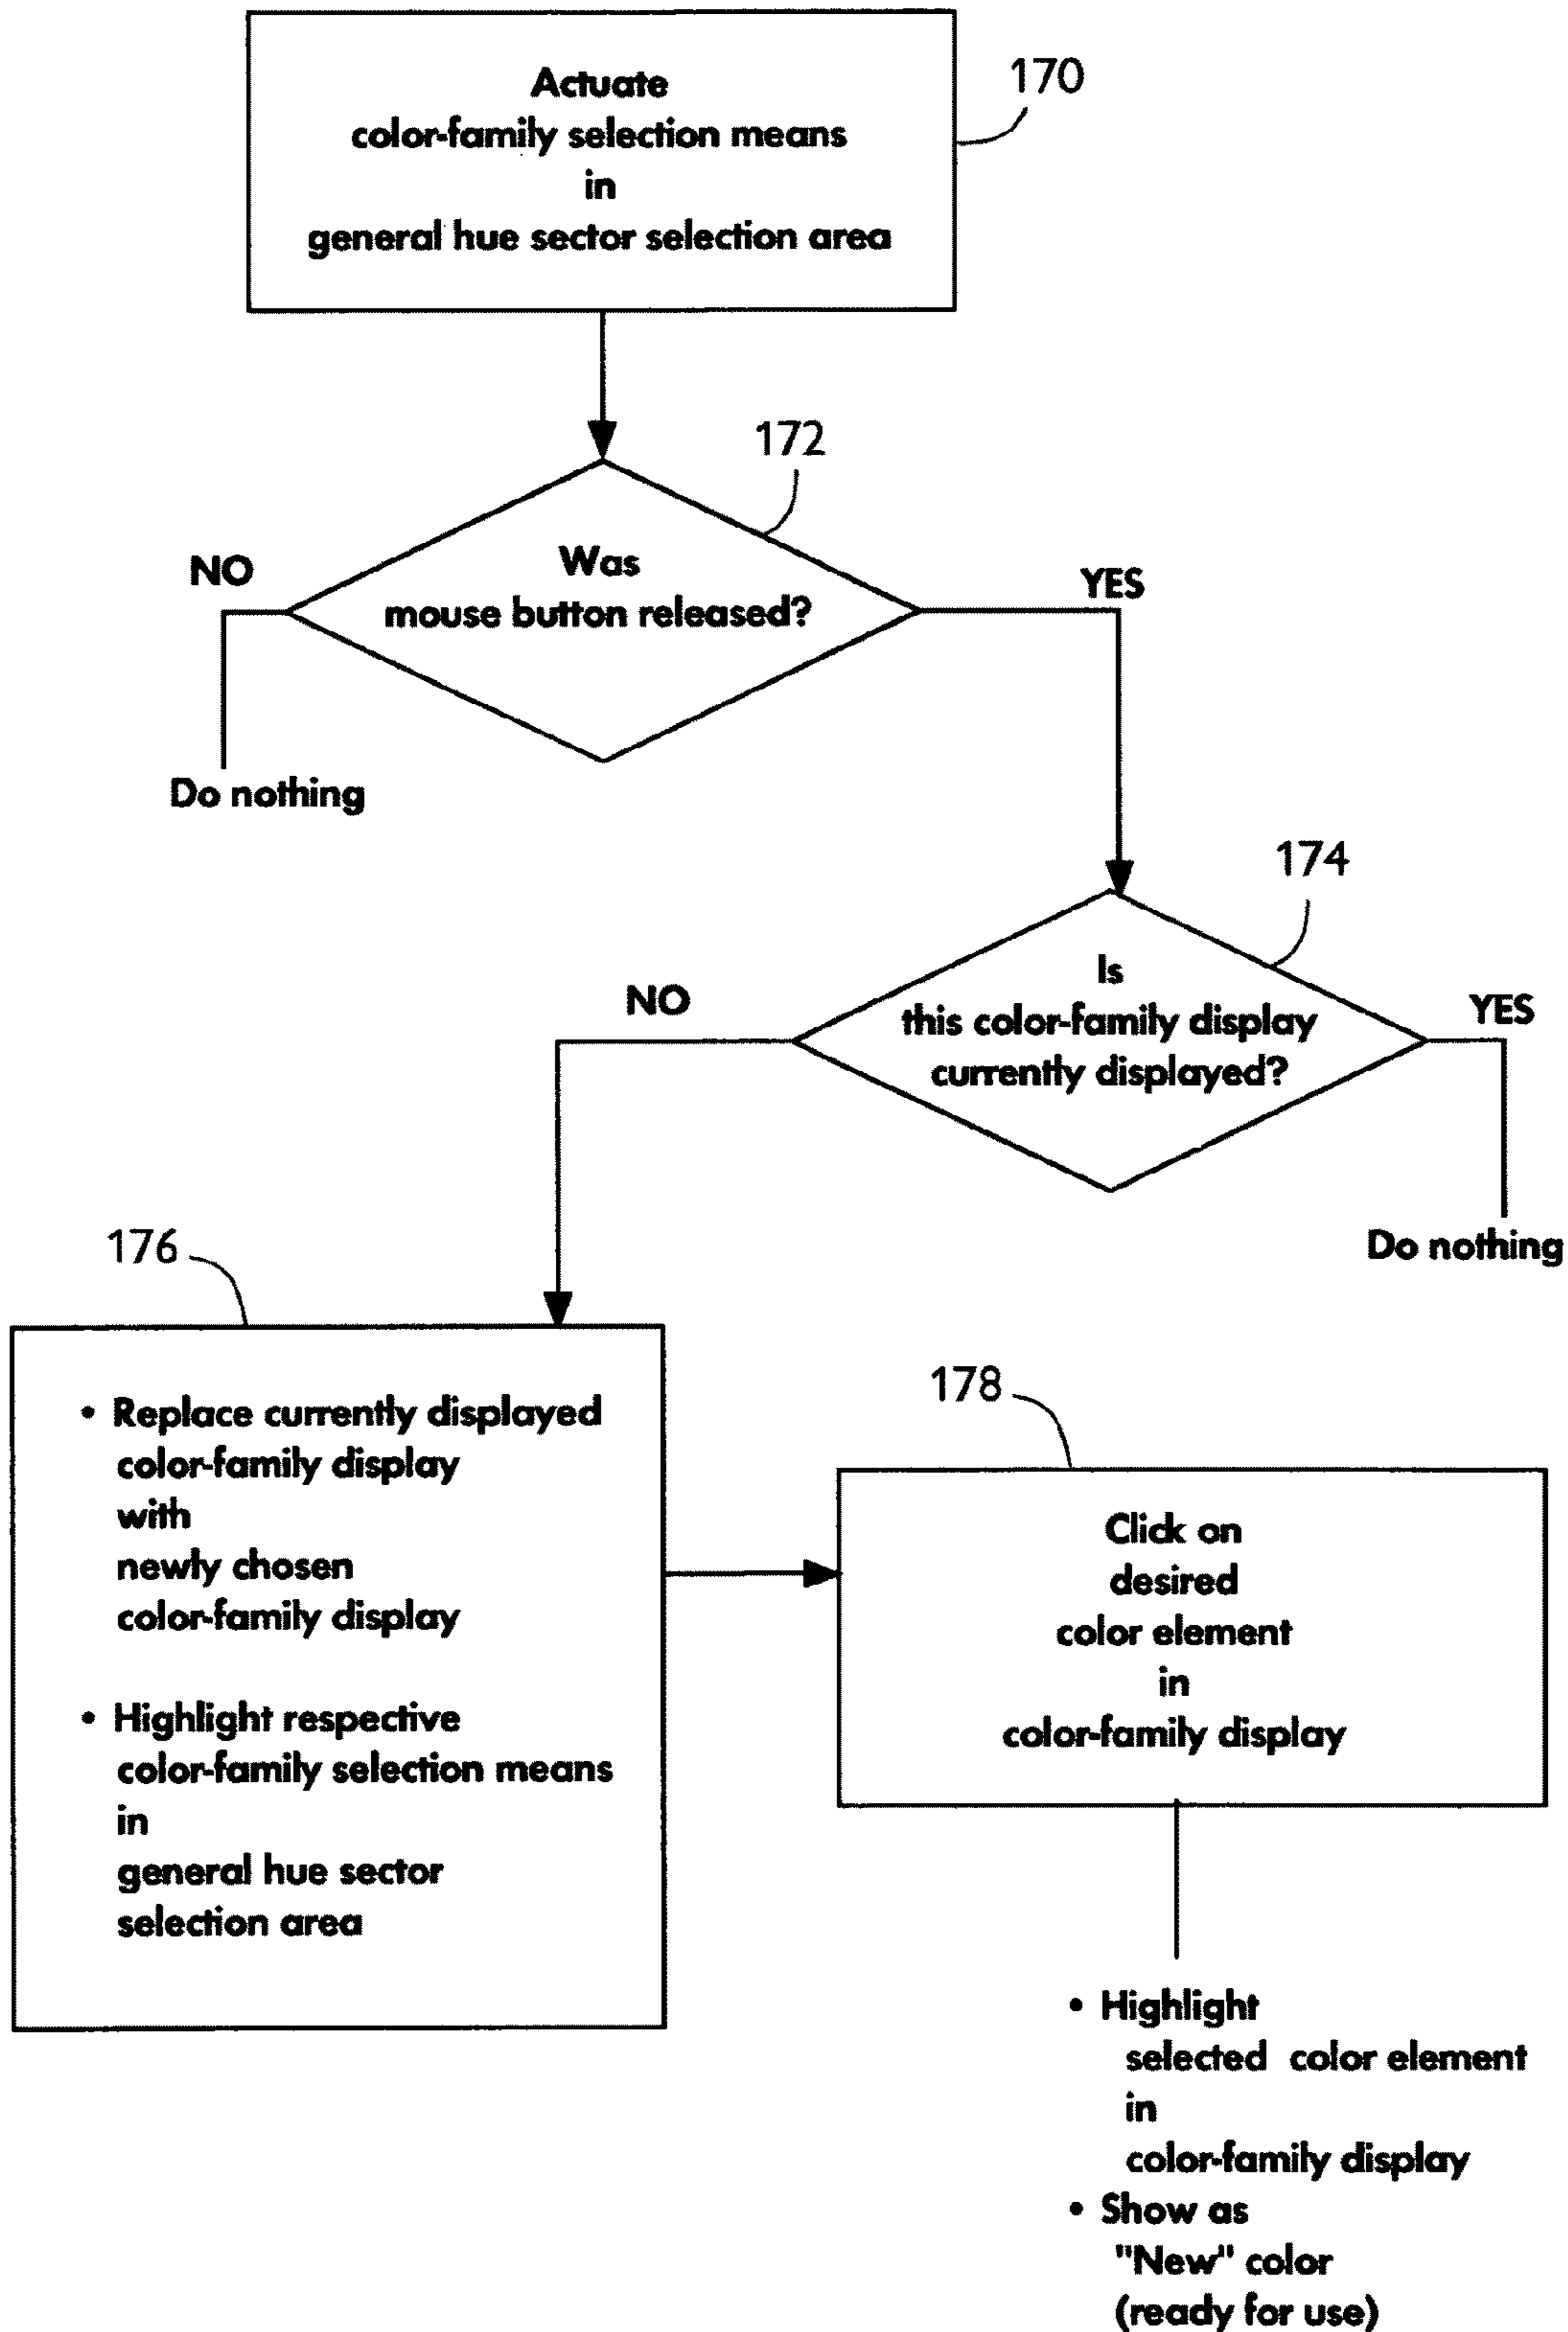 Actuate
color-family selection means
in
general hue sector selection area
170
172
Was
mouse button released?
NO
YES
Do nothing
174
Is
this color-family display
currently displayed?
NO
YES
Do nothing
176
• Replace currently displayed
color-family display
with
newly chosen
color-family display
• Highlight respective
color-family selection means
in
general hue sector
selection area
178
Click on
desired
color element
in
color-family display
• Highlight
selected color element
in
color-family display
• Show as
"New" color
(ready for use)